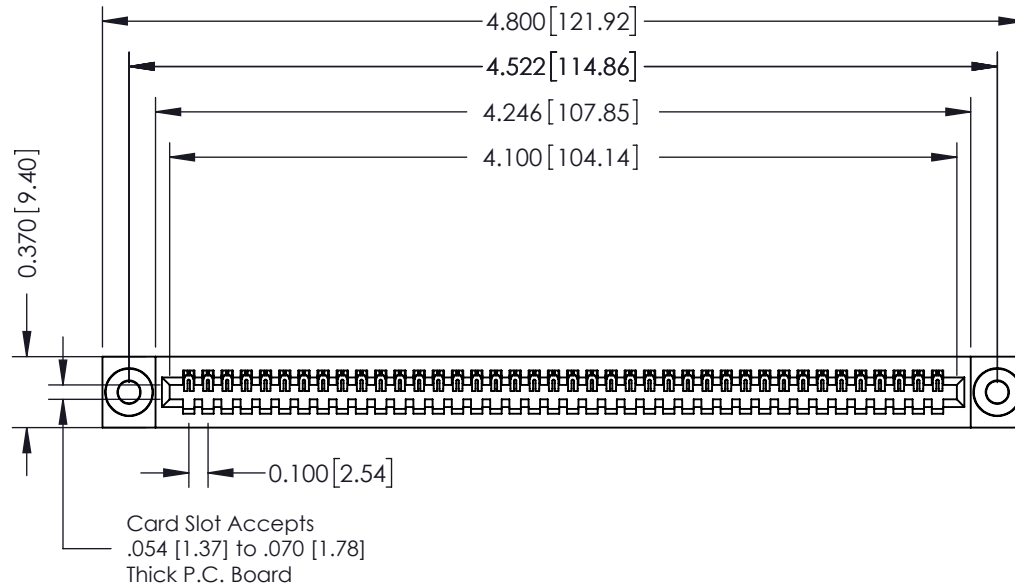 4.800 [121.92]
4.522 [114.86]
4.246 [107.85]
4.100 [104.14]
0.370 [9.40]
0.100 [2.54]
Card Slot Accepts
.054 [1.37] to .070 [1.78]
Thick P.C. Board